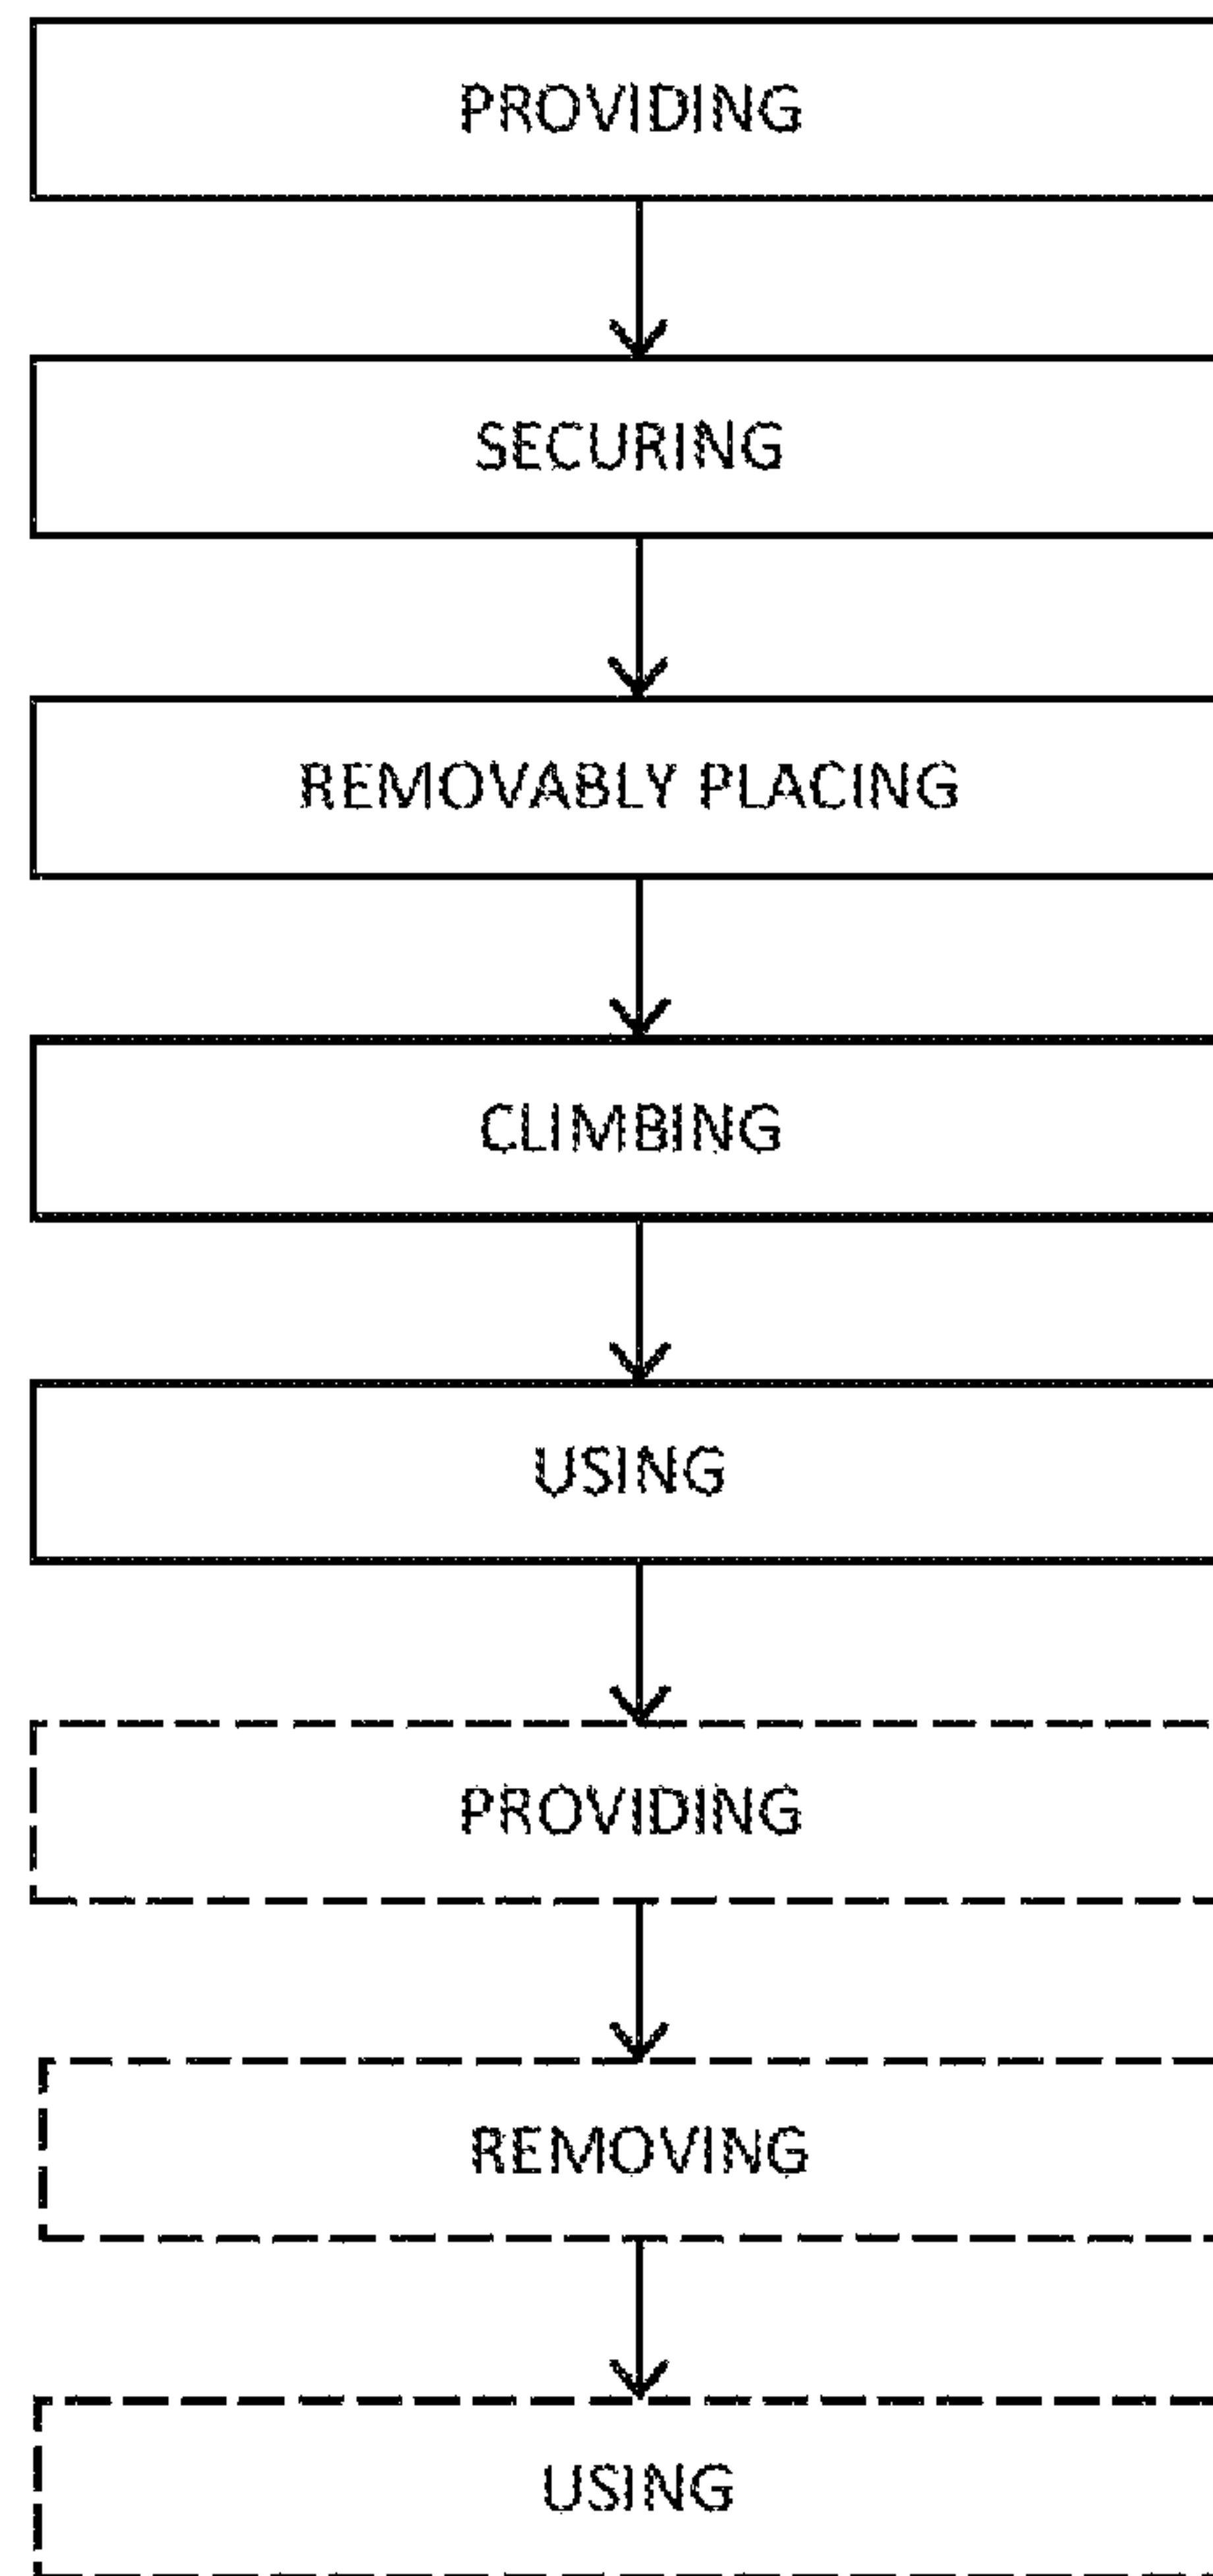 PROVIDING
SECURING
REMOVABLY PLACING
CLIMBING
USING
PROVIDING
REMOVING
USING